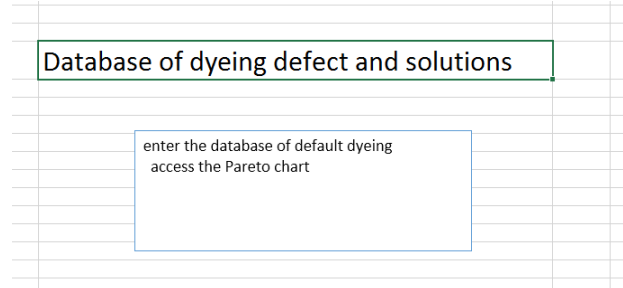 Database of dyeing defect and solutions
enter the database of default dyeing
access the Pareto chart